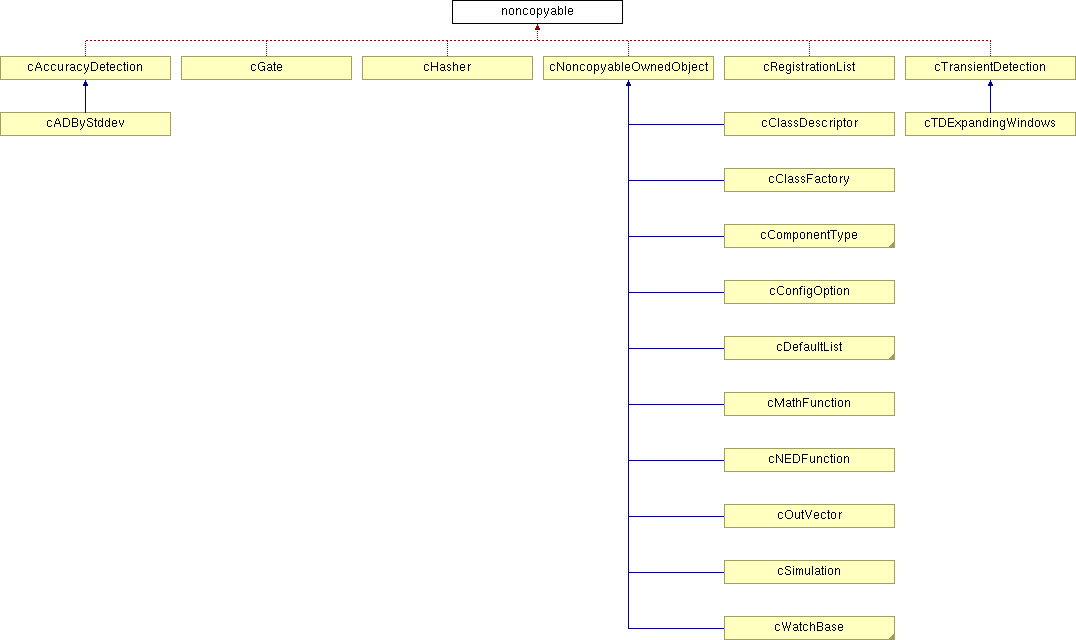 noncopyable
cAccuracyDetection
cGate
cHasher
cNoncopyableOwnedObject
cRegistrationList
cTransientDetection
cADByStddev
cClassDescriptor
cTDExpandingWindows
cClassFactory
cComponentType
cConfigOption
cDefaultList
cMathFunction
cNEDFunction
cOutVector
cSimulation
cWatchBase